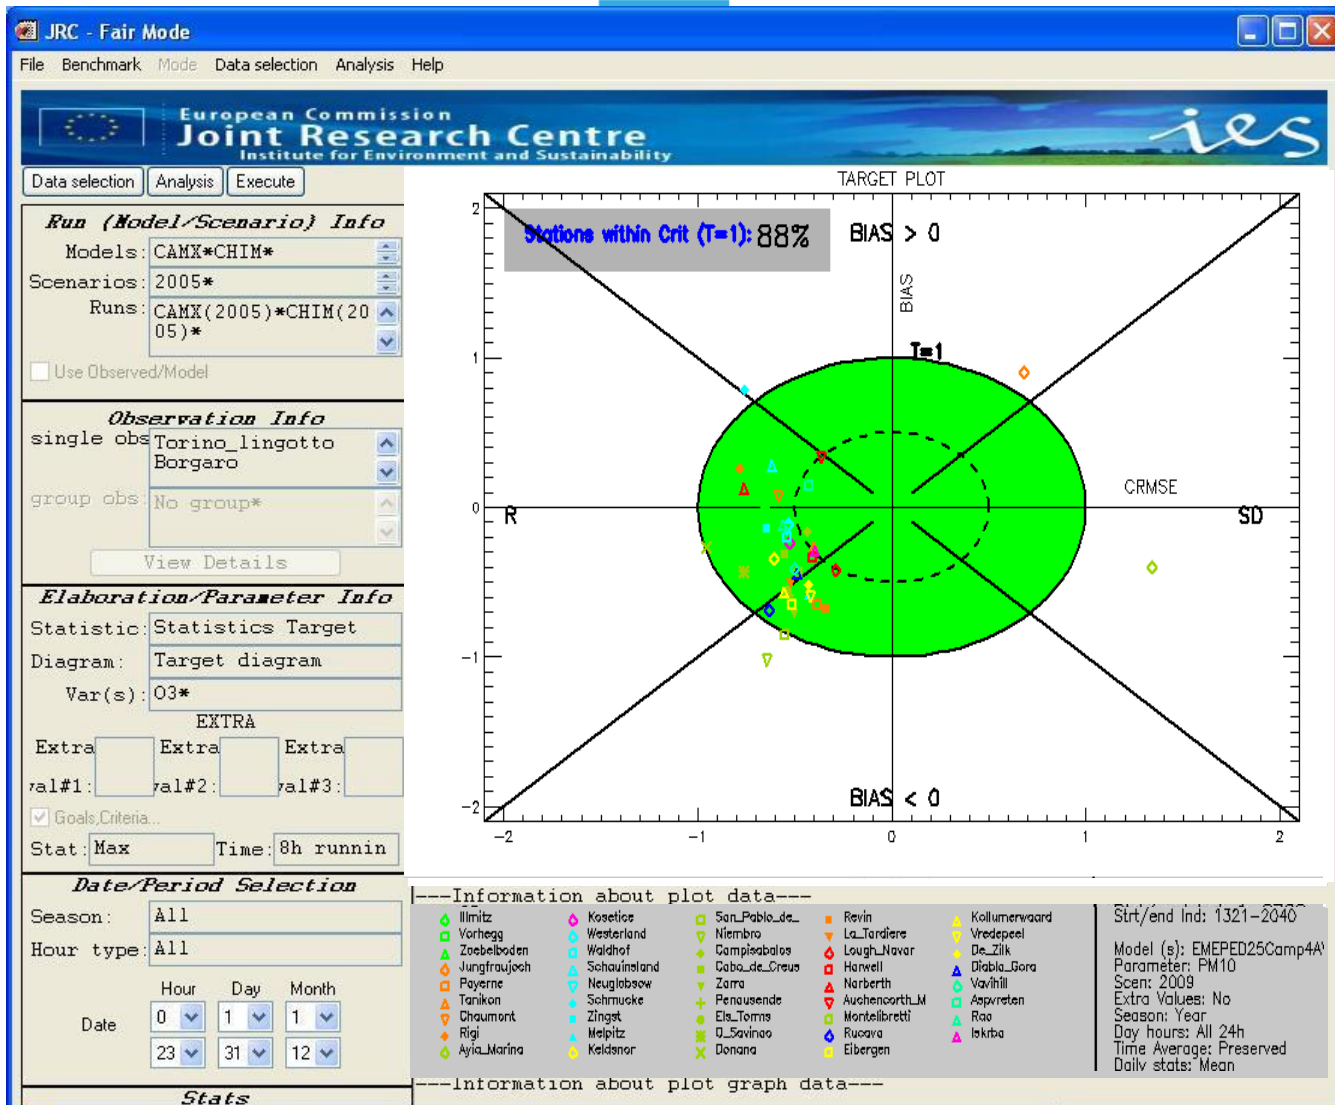 JRC - Fair Mode
File Benchmark Mode Data selection Analysis Help
European Commission
Joint Research Centre
Institute for Environment and Sustainability
ies
Data selection Analysis Execute
Run (Model/Scenario) Info
Models: CAMX*CHIM*
Scenarios: 2005*
Runs: CAMX(2005)*CHIM(20
05)*
Use Observed/Model
Observation Info
single obs Torino_lingotto
Borgaro
group obs: No group*
View Details
Elaboration/Parameter Info
Statistic: Statistics Target
Diagram: Target diagram
Var(s): O3*
EXTRA
Extra Extra Extra
val#1: val#2: val#3:
Goals,Criteria...
Stat: Max Time: 8h runnin
Date/Period Selection
Season: All
Hour type: All
Hour Day Month
Date 0 1 1
23 31 12
Stats
TARGET PLOT
Stations within Crit (T=1): 88%
BIAS > 0
BIAS
T=1
CRMSE
R
SD
BIAS < 0
2
1
0
-1
-2
-2 -1 0 1 2
---Information about plot data---
Illmitz Kosetice San_Pablo_de_ Revin Kollumerwaard
Vorhegg Westerland Niembro La_Tardiere Vredepeel
Zoebelboden Waldhof Campisabalos Lough_Navar De_Zilk
Jungfraujoch Schauinsland Cabo_de_Creus Harwell Diabla_Gora
Payerne Neuglobsow Zarra Narberth Vavihill
Tanikon Schmucke Penausende Auchencorth_M Aspvreten
Chaumont Zingst Els_Torms Montelibretti Rao
Rigi Melpitz O_Savinao Rucava Iskrba
Ayia_Marina Keldsnor Donana Eibergen
Strt/end Ind: 1321-2040
Model (s): EMEPED25Camp4A
Parameter: PM10
Scen: 2009
Extra Values: No
Season: Year
Day hours: All 24h
Time Average: Preserved
Daily stats: Mean
---Information about plot graph data---